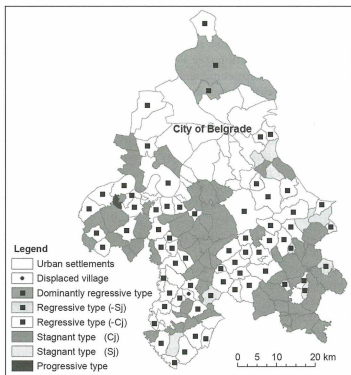 City of Belgrade
Legend
Urban settlements
Displaced village
Dominantly regressive type
Regressive type (-Sj)
Regressive type (-Cj)
Stagnant type (Cj)
Stagnant type (Sj)
Progressive type
0 5 10 20 km